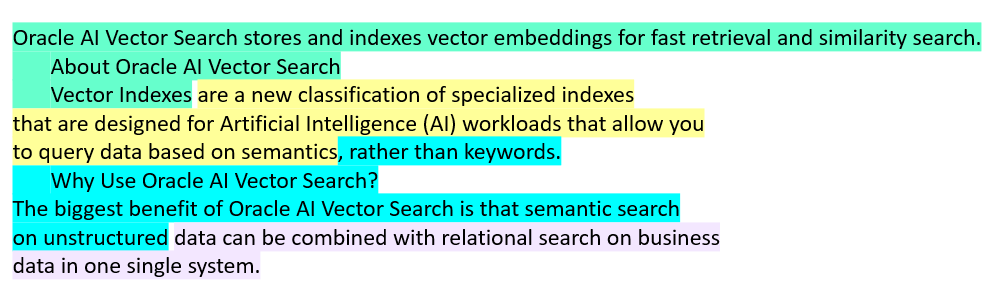 Oracle AI Vector Search stores and indexes vector embeddings for fast retrieval and similarity search.
About Oracle AI Vector Search
Vector Indexes are a new classification of specialized indexes
that are designed for Artificial Intelligence (AI) workloads that allow you
to query data based on semantics, rather than keywords.
Why Use Oracle AI Vector Search?
The biggest benefit of Oracle AI Vector Search is that semantic search
on unstructured data can be combined with relational search on business
data in one single system.